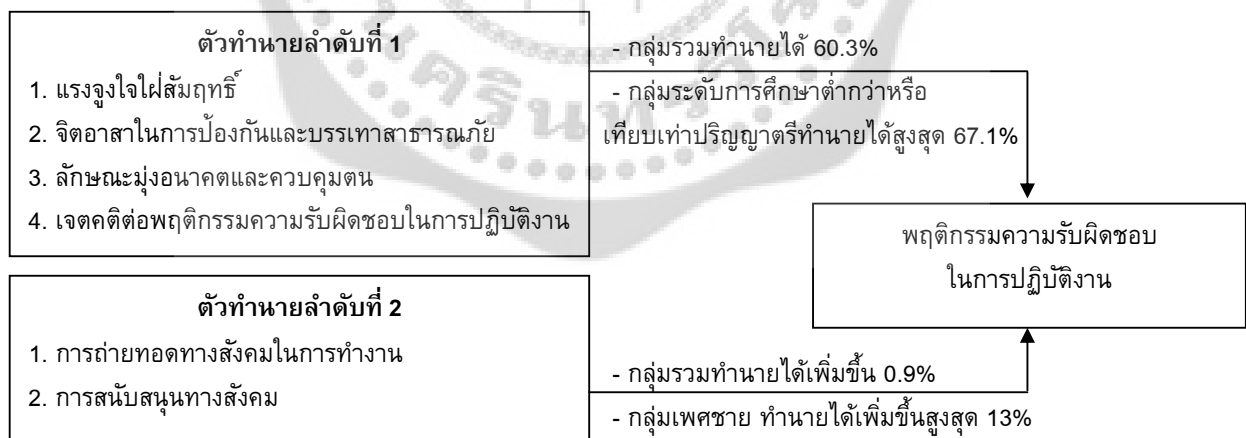 ตัวทำนายลำดับที่ 1
1. แรงจูงใจใฝ่สัมฤทธิ์
2. จิตอาสาในการป้องกันและบรรเทาสาธารณภัย
3. ลักษณะมุ่งอนาคตและควบคุมตน
4. เจตคติต่อพฤติกรรมความรับผิดชอบในการปฏิบัติงาน
- กลุ่มรวมทำนายได้ 60.3%
- กลุ่มระดับการศึกษาต่ำกว่าหรือ
เทียบเท่าปริญญาตรีทำนายได้สูงสุด 67.1%
พฤติกรรมความรับผิดชอบ
ในการปฏิบัติงาน
ตัวทำนายลำดับที่ 2
1. การถ่ายทอดทางสังคมในการทำงาน
2. การสนับสนุนทางสังคม
- กลุ่มรวมทำนายได้เพิ่มขึ้น 0.9%
- กลุ่มเพศชาย ทำนายได้เพิ่มขึ้นสูงสุด 13%